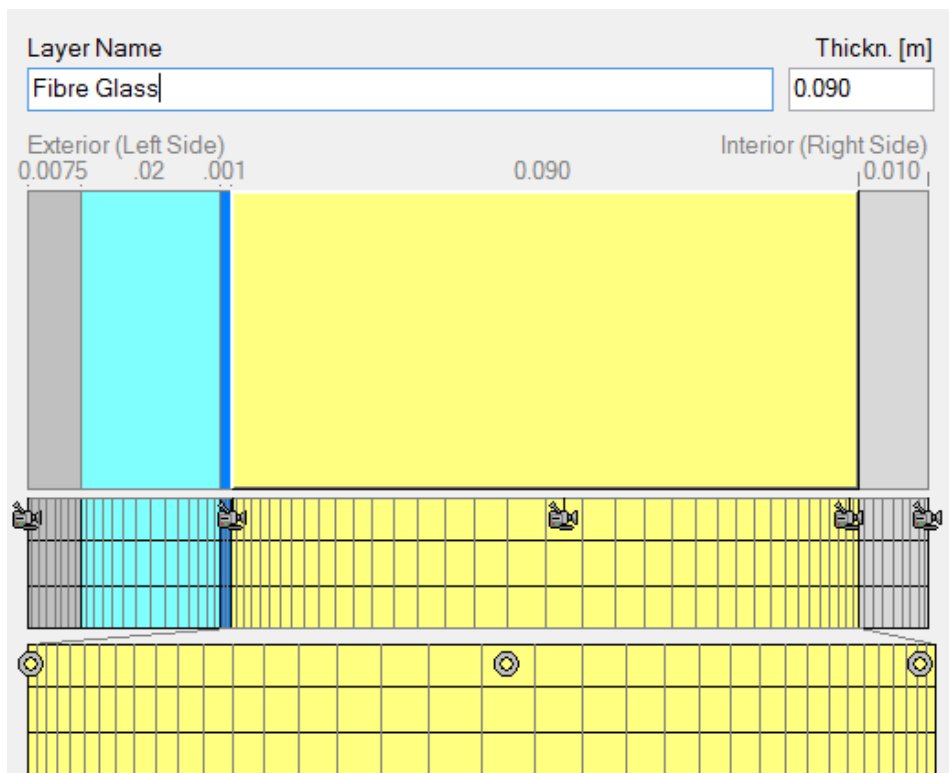 Layer Name Thickn. [m]
Fibre Glass 0.090
Exterior (Left Side) Interior (Right Side)
0.0075 .02 .001 0.090 0.010